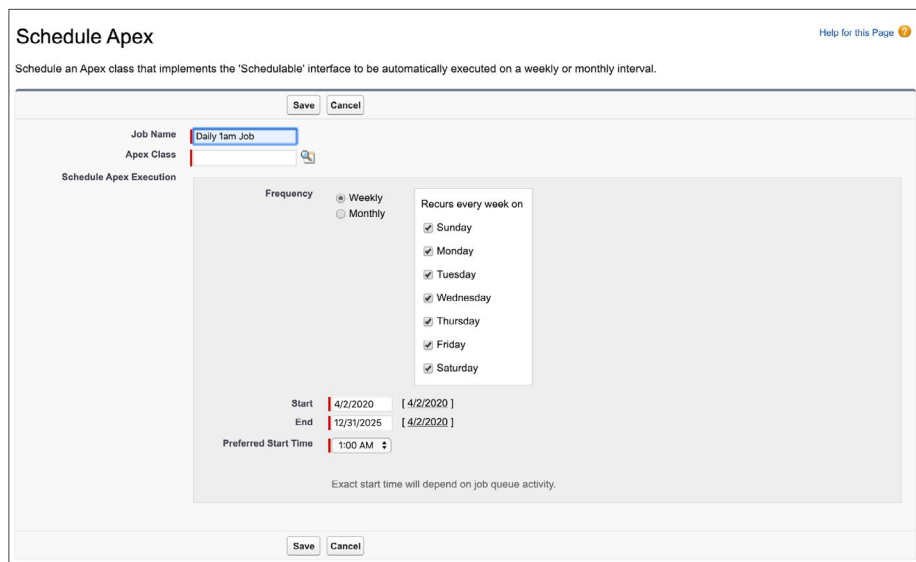 Schedule Apex
Help for this Page
Schedule an Apex class that implements the 'Schedulable' interface to be automatically executed on a weekly or monthly interval.
Save Cancel
Job Name Daily 1am Job
Apex Class
Schedule Apex Execution
Frequency
Weekly
Monthly
Recurs every week on
Sunday
Monday
Tuesday
Wednesday
Thursday
Friday
Saturday
Start 4/2/2020 [ 4/2/2020 ]
End 12/31/2025 [ 4/2/2020 ]
Preferred Start Time 1:00 AM
Exact start time will depend on job queue activity.
Save Cancel